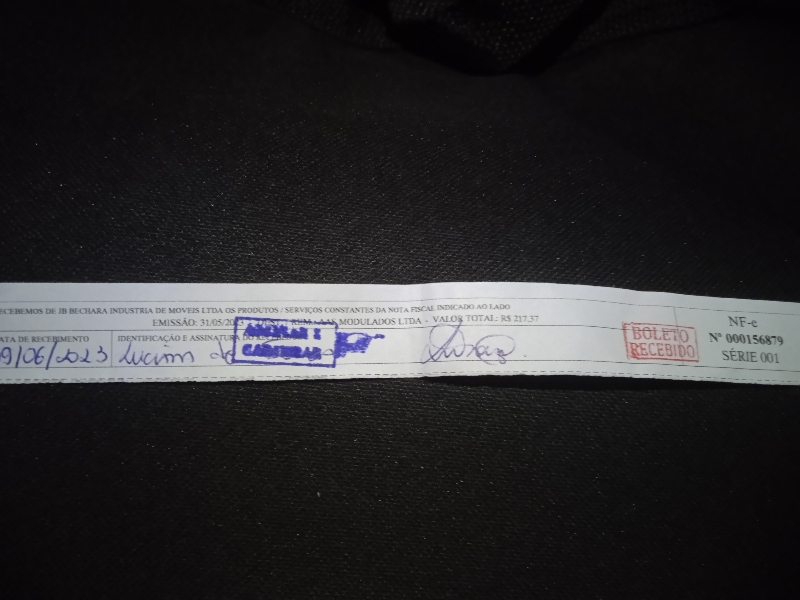 ECEBEMOS DE JB BECHARA INDUSTRIA DE MOVEIS LTDA OS PRODUTOS / SERVIÇOS CONSTANTES DA NOTA FISCAL INDICADO AO LADO
EMISSÃO: 31/05/20 MODULADOS LTDA - VALOR TOTAL: R$ 217,57
ATA DE RECEBIMENTO
IDENTIFICAÇÃO E ASSINATURA DO
9/06/2023
BOLETO
RECEBIDO
NF-e
Nº 000156879
SÉRIE 001